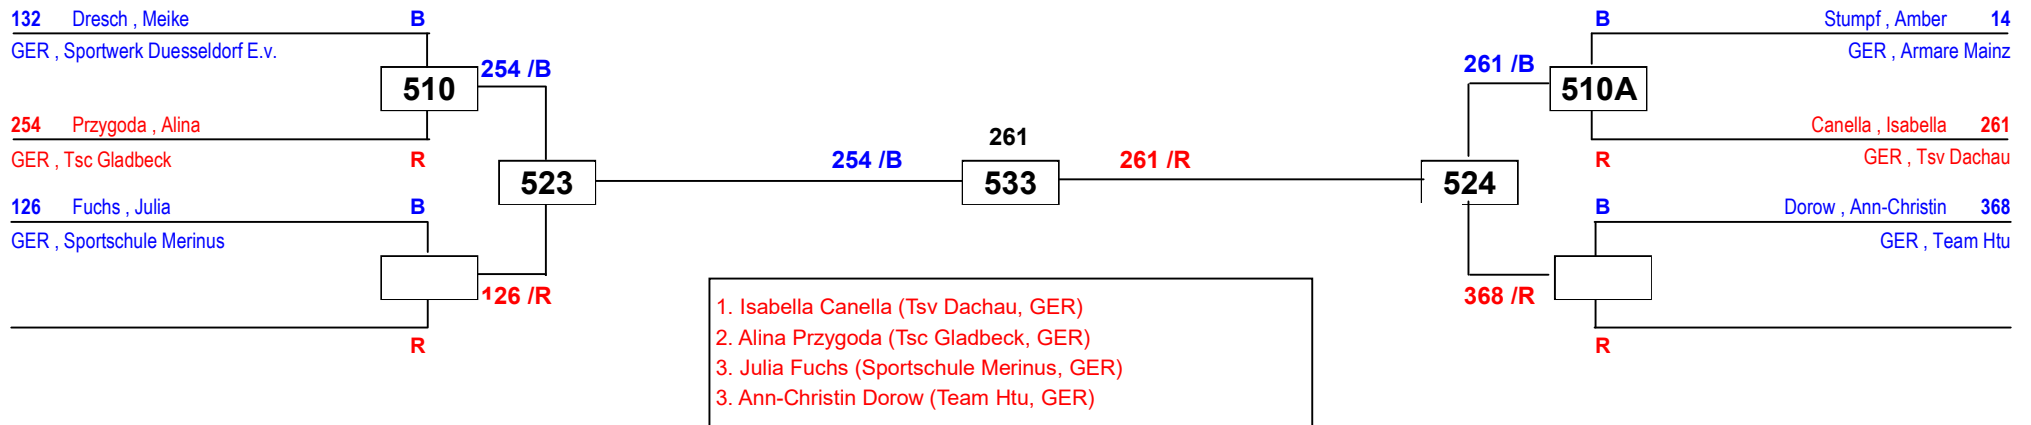 132 Dresch , Meike B
GER , Sportwerk Duesseldorf E.v.
510
254 /B
254 Przygoda , Alina
GER , Tsc Gladbeck R
523
126 Fuchs , Julia B
GER , Sportschule Merinus
126 /R
R
254 /B
261
533
261 /R
524
B Stumpf , Amber 14
GER , Armare Mainz
261 /B
510A
Canella , Isabella 261
R GER , Tsv Dachau
B Dorow , Ann-Christin 368
GER , Team Htu
368 /R
R
1. Isabella Canella (Tsv Dachau, GER)
2. Alina Przygoda (Tsc Gladbeck, GER)
3. Julia Fuchs (Sportschule Merinus, GER)
3. Ann-Christin Dorow (Team Htu, GER)